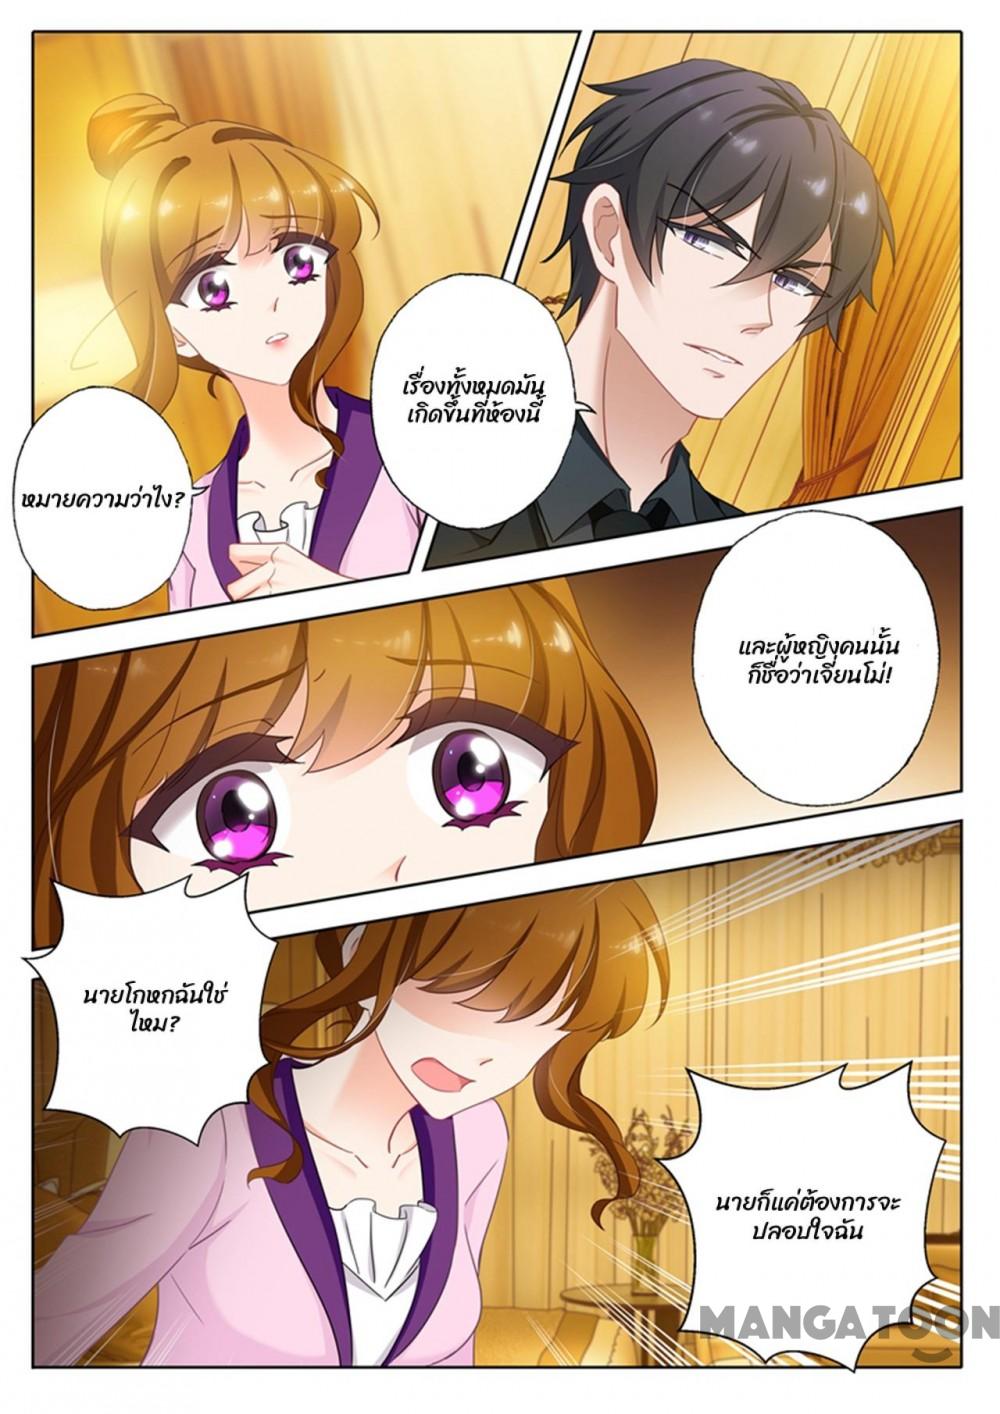 หมายความว่าไง?
เรื่องทั้งหมดมัน
เกิดขึ้นที่ห้องนี้
และผู้หญิงคนนั้น
ก็ชื่อว่าเจี่ยนโม่!
นายโกหกฉันใช่
ไหม?
นายก็แค่ต้องการจะ
ปลอบใจฉัน
MANGATOON